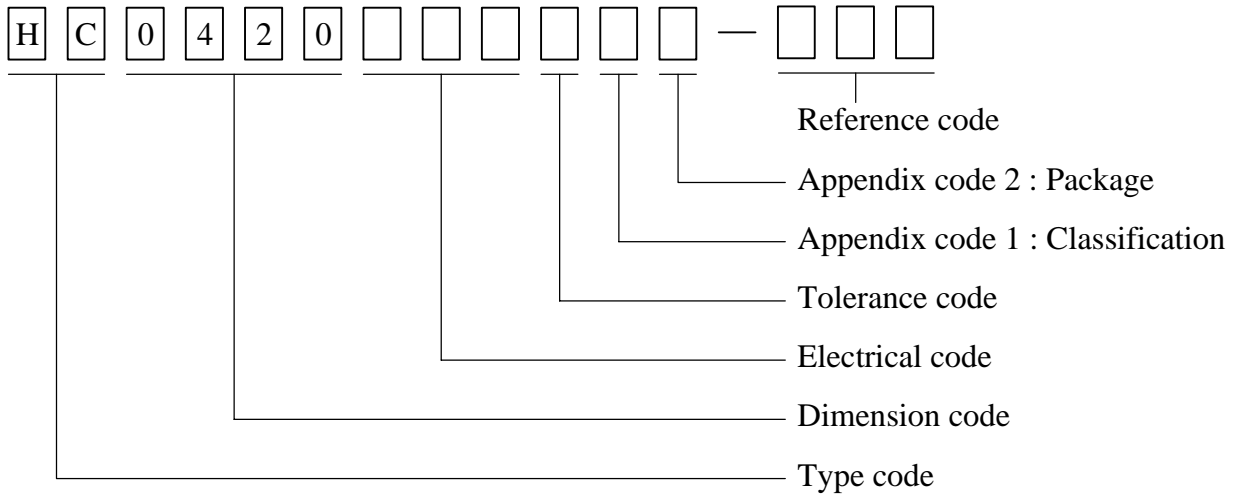 H C 0 4 2 0 —
Reference code
Appendix code 2 : Package
Appendix code 1 : Classification
Tolerance code
Electrical code
Dimension code
Type code